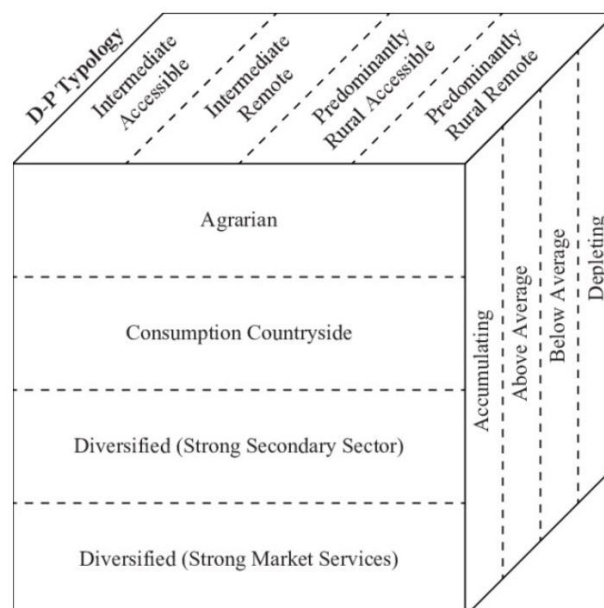 D-P Typology
Intermediate
Accessible
Intermediate
Remote
Predominantly
Rural Accessible
Predominantly
Rural Remote
Agrarian
Consumption Countryside
Diversified (Strong Secondary Sector)
Diversified (Strong Market Services)
Accumulating
Above Average
Below Average
Depleting